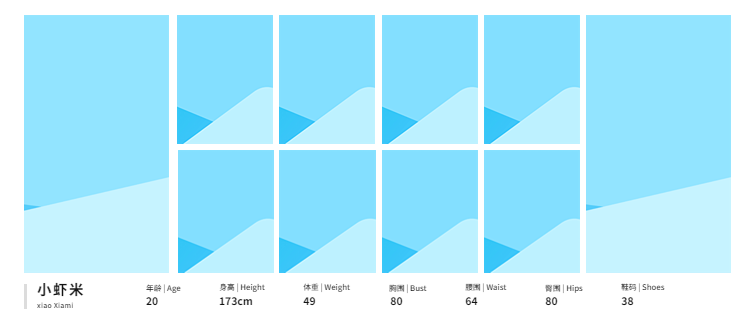 小虾米
xiao Xiami
年龄 | Age
20
身高 | Height
173cm
体重 | Weight
49
胸围 | Bust
80
腰围 | Waist
64
臀围 | Hips
80
鞋码 | Shoes
38